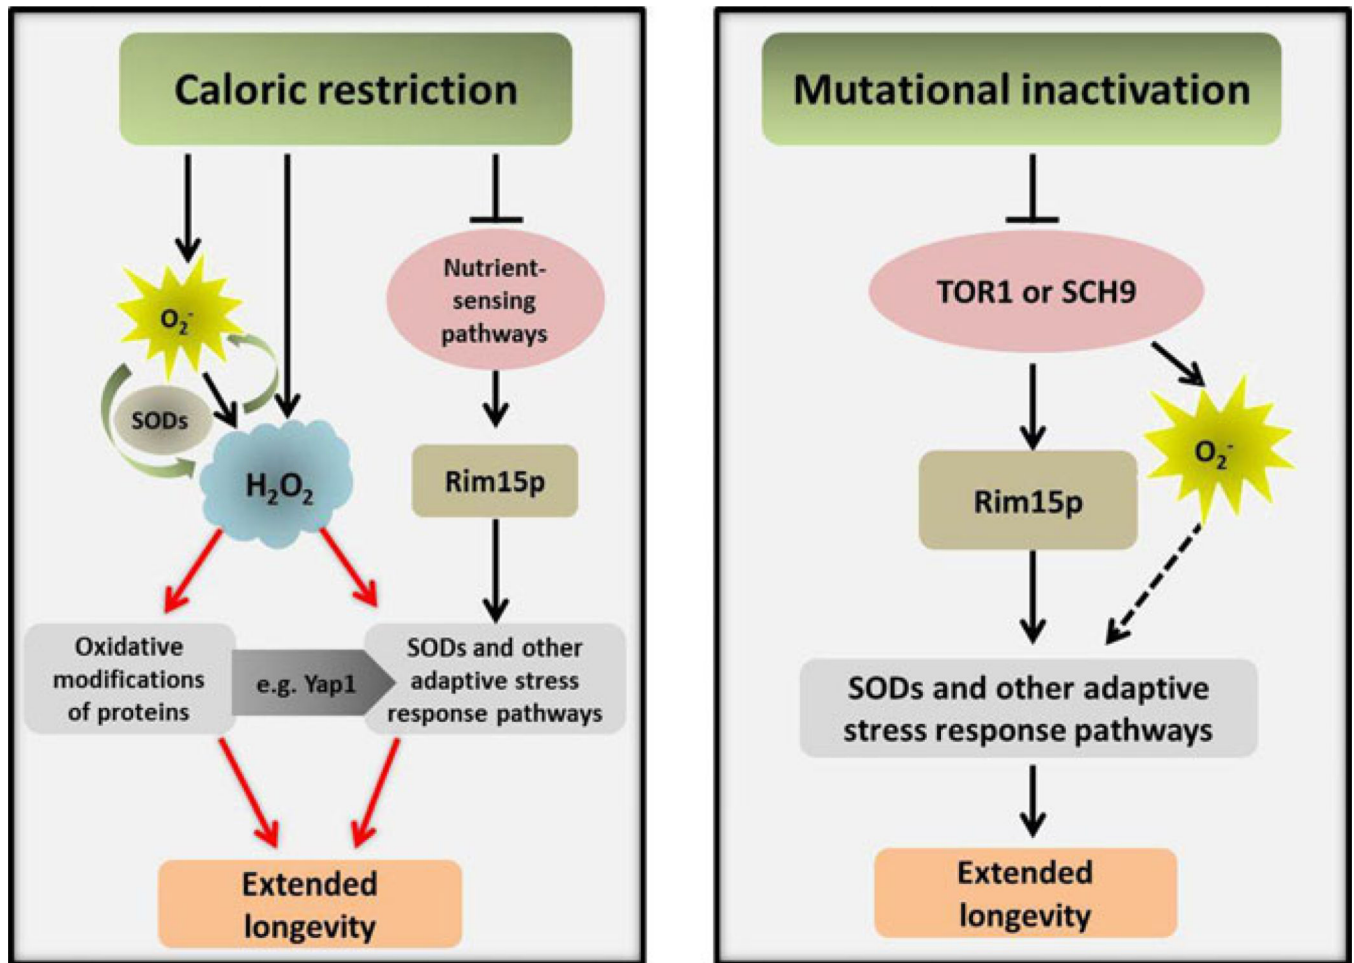 Caloric restriction
O₂⁻
SODs
H₂O₂
Nutrient-
sensing
pathways
Rim15p
Oxidative
modifications
of proteins
e.g. Yap1
SODs and other
adaptive stress
response pathways
Extended
longevity
Mutational inactivation
TOR1 or SCH9
O₂⁻
Rim15p
SODs and other adaptive
stress response pathways
Extended
longevity